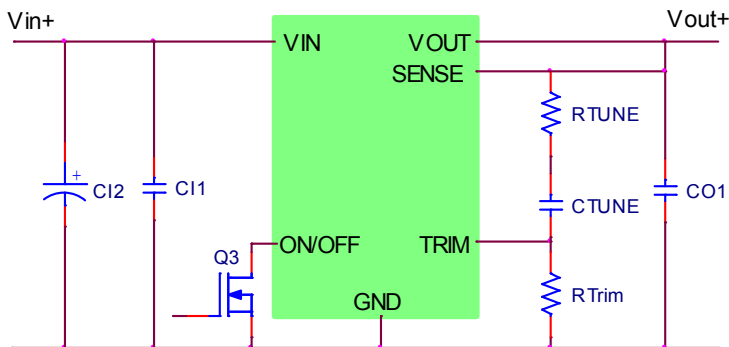 Vin+ Vout+
VIN VOUT
SENSE
RTUNE
+
CI2 CI1 CTUNE CO1
ON/OFF TRIM
Q3
RTrim
GND